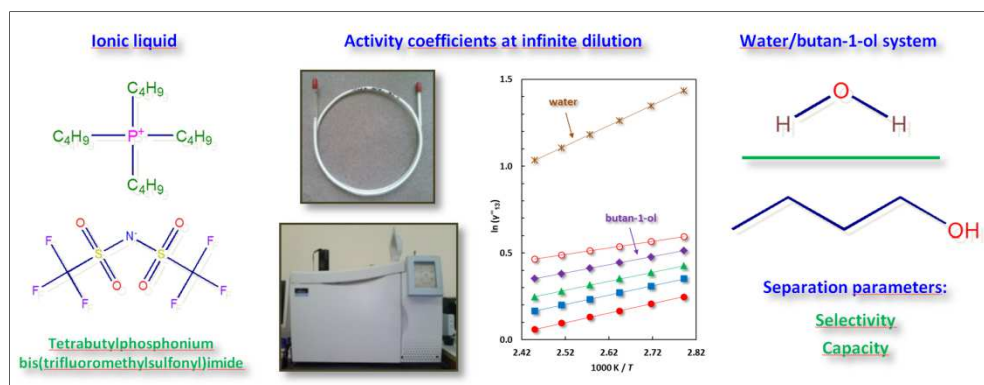 Ionic liquid
C4H9
C4H9
P+
C4H9
C4H9
O
O
N-
F
F
S
S
F
F
O
O
F
F
Tetrabutylphosphonium
bis(trifluoromethylsulfonyl)imide
Activity coefficients at infinite dilution
1.5
1.0
0.5
0.0
ln (γ∞13)
water
butan-1-ol
2.42 2.52 2.62 2.72 2.82
1000 K / T
Water/butan-1-ol system
O
H H
OH
Separation parameters:
Selectivity
Capacity